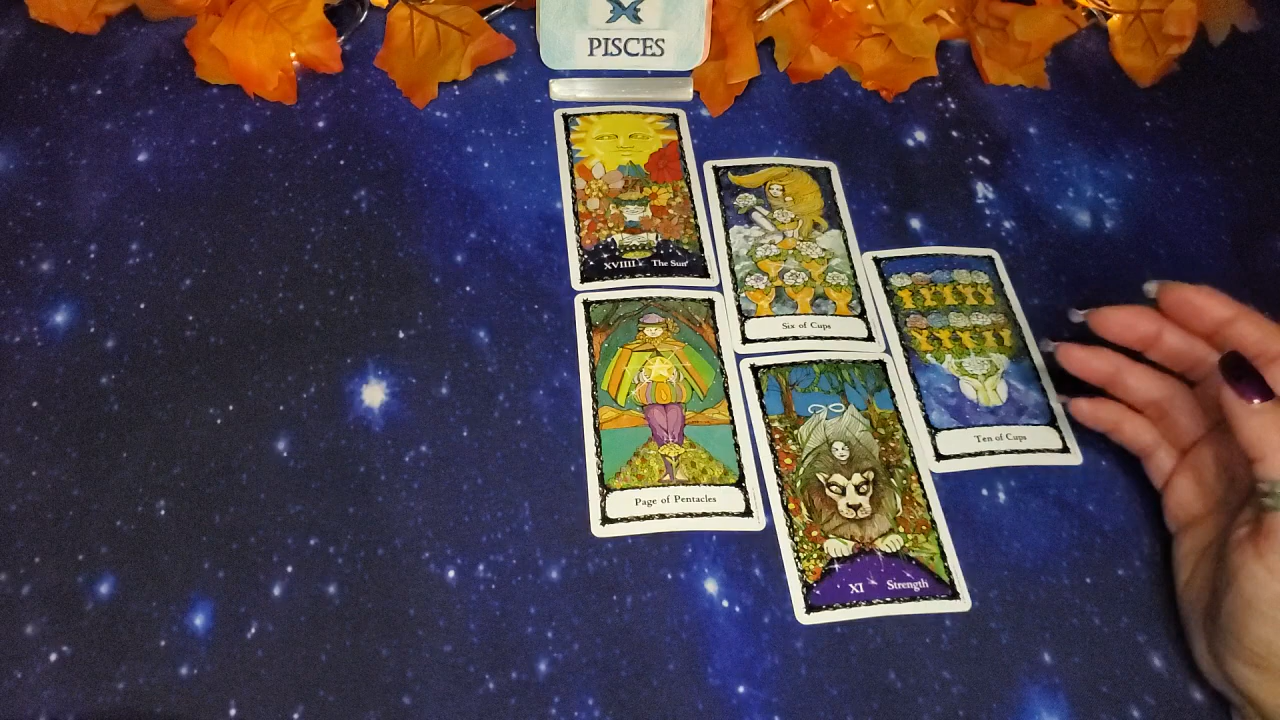 PISCES
XVIIII The Sun
Six of Cups
Ten of Cups
Page of Pentacles
XI Strength